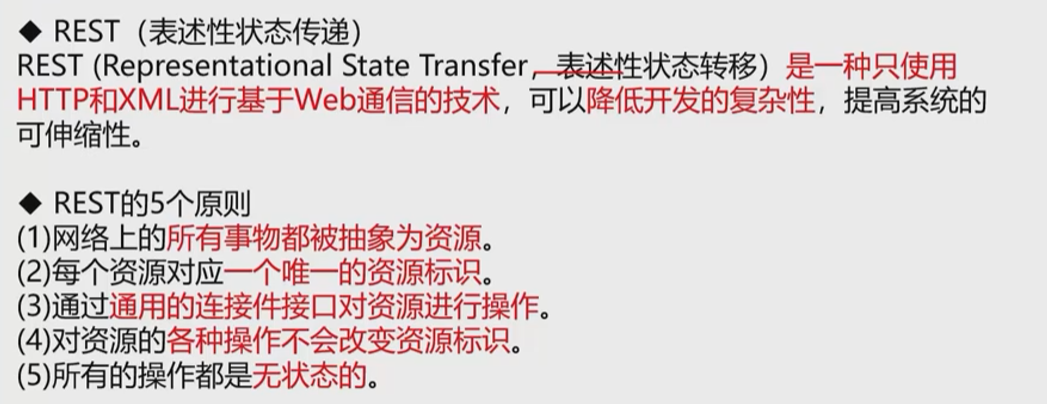 ◆ REST（表述性状态传递）
REST (Representational State Transfer，表述性状态转移）是一种只使用
HTTP和XML进行基于Web通信的技术，可以降低开发的复杂性，提高系统的
可伸缩性。
◆ REST的5个原则
(1)网络上的所有事物都被抽象为资源。
(2)每个资源对应一个唯一的资源标识。
(3)通过通用的连接件接口对资源进行操作。
(4)对资源的各种操作不会改变资源标识。
(5)所有的操作都是无状态的。